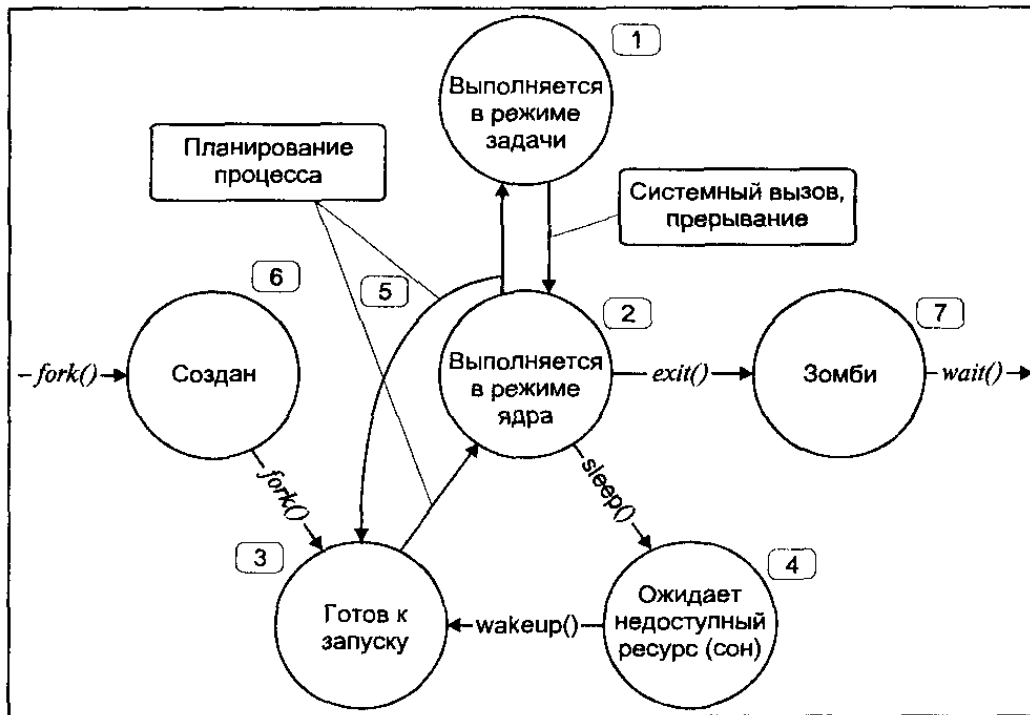 1
Выполняется
в режиме
задачи
Планирование
процесса
Системный вызов,
прерывание
6
5
2
7
fork()
Создан
Выполняется
в режиме
ядра
exit()
Зомби
wait()
fork()
sleep()
3
4
Готов к
запуску
wakeup()
Ожидает
недоступный
ресурс (сон)